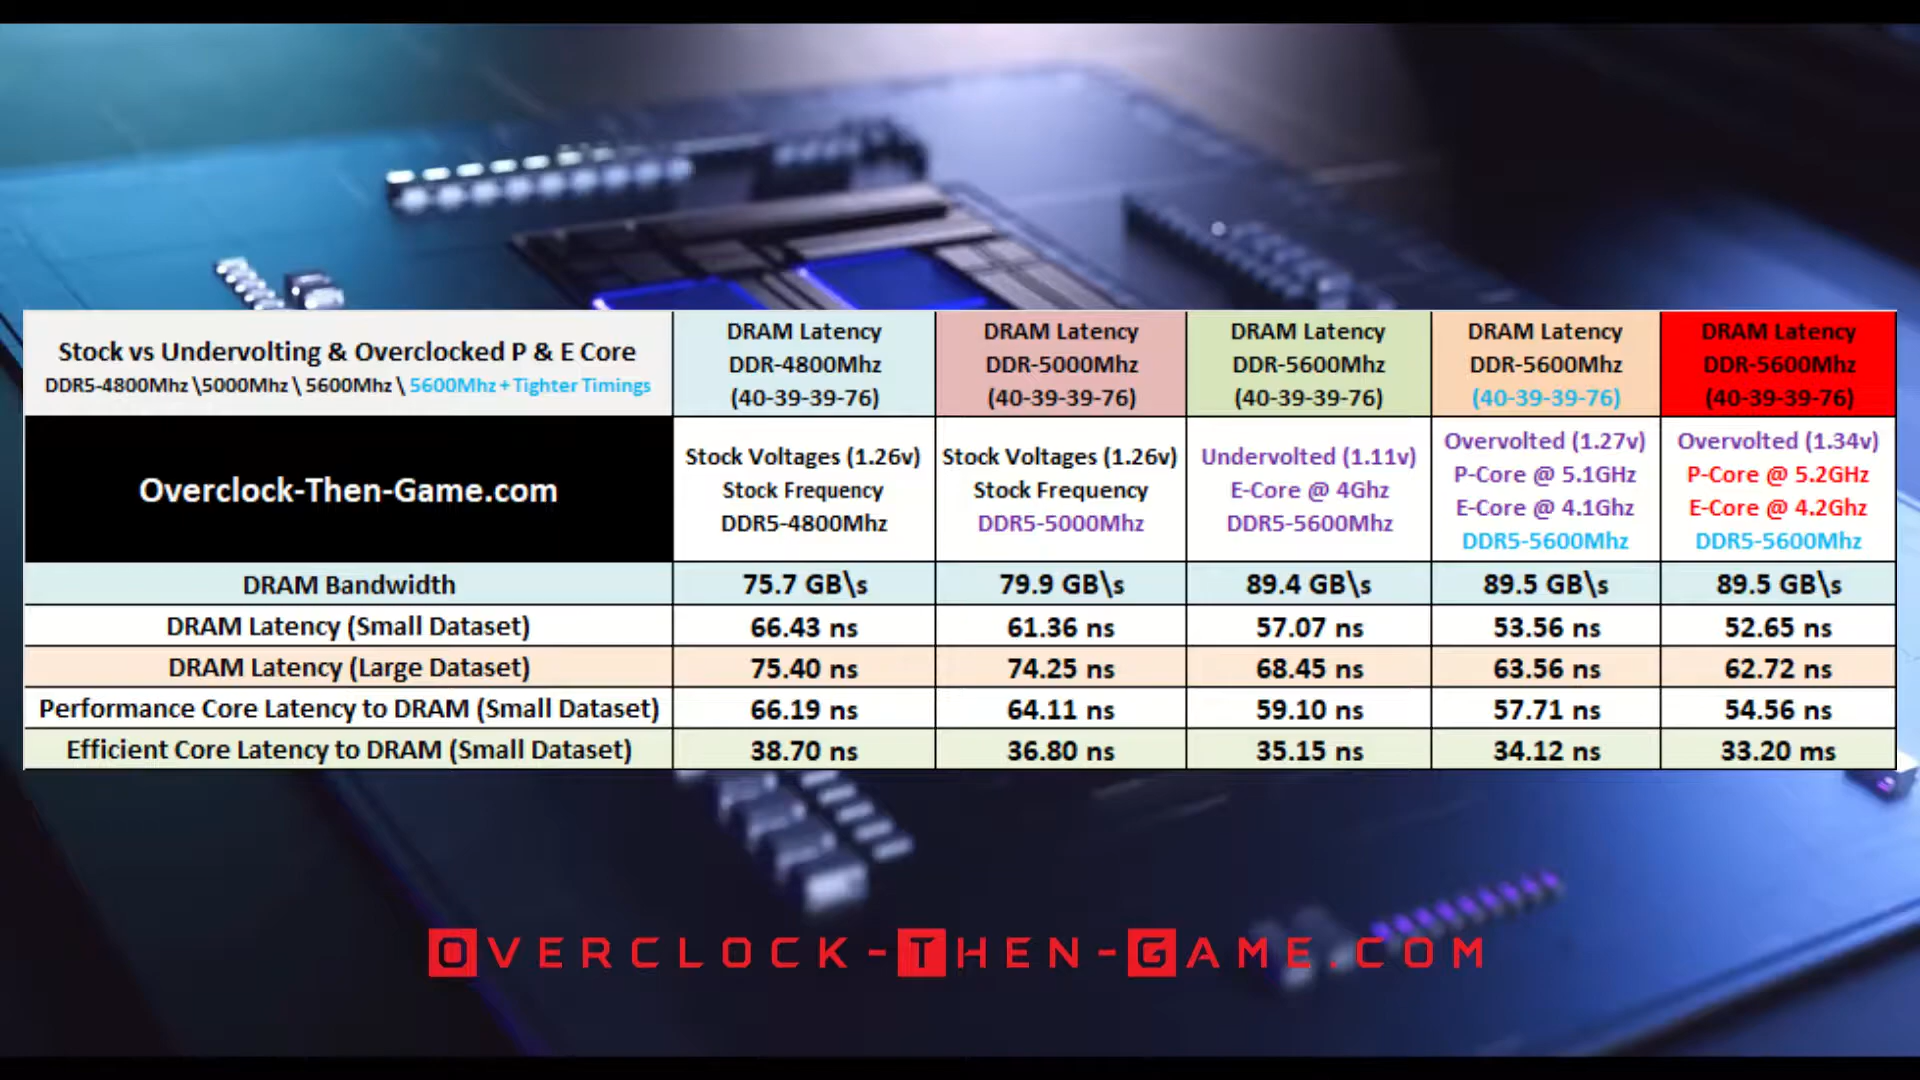 Stock vs Undervolting & Overclocked P & E Core
DDR5-4800Mhz \5000Mhz \ 5600Mhz \ 5600Mhz + Tighter Timings
DRAM Latency
DDR-4800Mhz
(40-39-39-76)
DRAM Latency
DDR-5000Mhz
(40-39-39-76)
DRAM Latency
DDR-5600Mhz
(40-39-39-76)
DRAM Latency
DDR-5600Mhz
(40-39-39-76)
DRAM Latency
DDR-5600Mhz
(40-39-39-76)
Overclock-Then-Game.com
Stock Voltages (1.26v)
Stock Frequency
DDR5-4800Mhz
Stock Voltages (1.26v)
Stock Frequency
DDR5-5000Mhz
Undervolted (1.11v)
E-Core @ 4Ghz
DDR5-5600Mhz
Overvolted (1.27v)
P-Core @ 5.1GHz
E-Core @ 4.1Ghz
DDR5-5600Mhz
Overvolted (1.34v)
P-Core @ 5.2GHz
E-Core @ 4.2Ghz
DDR5-5600Mhz
DRAM Bandwidth 75.7 GB\s 79.9 GB\s 89.4 GB\s 89.5 GB\s 89.5 GB\s
DRAM Latency (Small Dataset) 66.43 ns 61.36 ns 57.07 ns 53.56 ns 52.65 ns
DRAM Latency (Large Dataset) 75.40 ns 74.25 ns 68.45 ns 63.56 ns 62.72 ns
Performance Core Latency to DRAM (Small Dataset) 66.19 ns 64.11 ns 59.10 ns 57.71 ns 54.56 ns
Efficient Core Latency to DRAM (Small Dataset) 38.70 ns 36.80 ns 35.15 ns 34.12 ns 33.20 ms
OVERCLOCK-THEN-GAME.COM